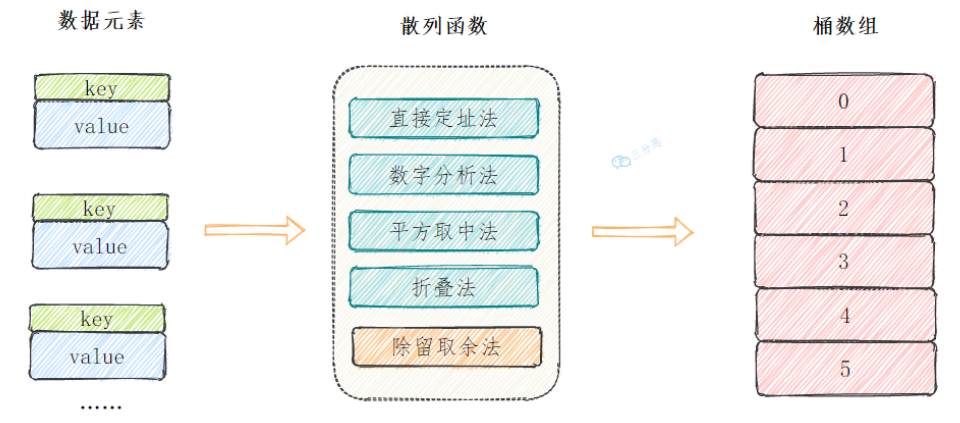 数据元素
散列函数
桶数组
key
value
key
value
key
value
……
直接定址法
数字分析法
平方取中法
折叠法
除留取余法
三分恶
0
1
2
3
4
5